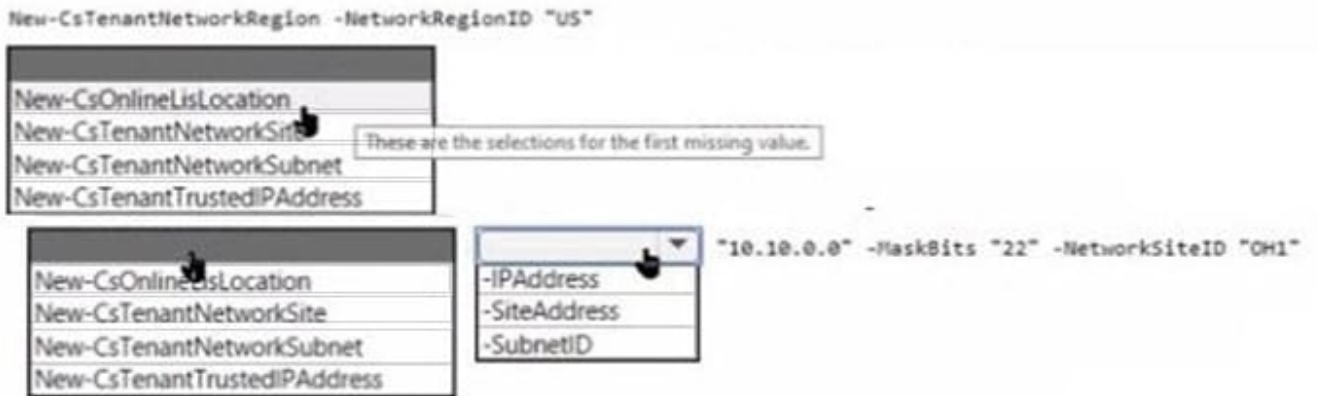 New-CsTenantNetworkRegion -NetworkRegionID "US"
New-CsOnlineLisLocation
New-CsTenantNetworkSite
These are the selections for the first missing value.
New-CsTenantNetworkSubnet
New-CsTenantTrustedIPAddress
"10.10.0.0" -MaskBits "22" -NetworkSiteID "OH1"
New-CsOnlineLisLocation
-IPAddress
New-CsTenantNetworkSite
-SiteAddress
New-CsTenantNetworkSubnet
-SubnetID
New-CsTenantTrustedIPAddress